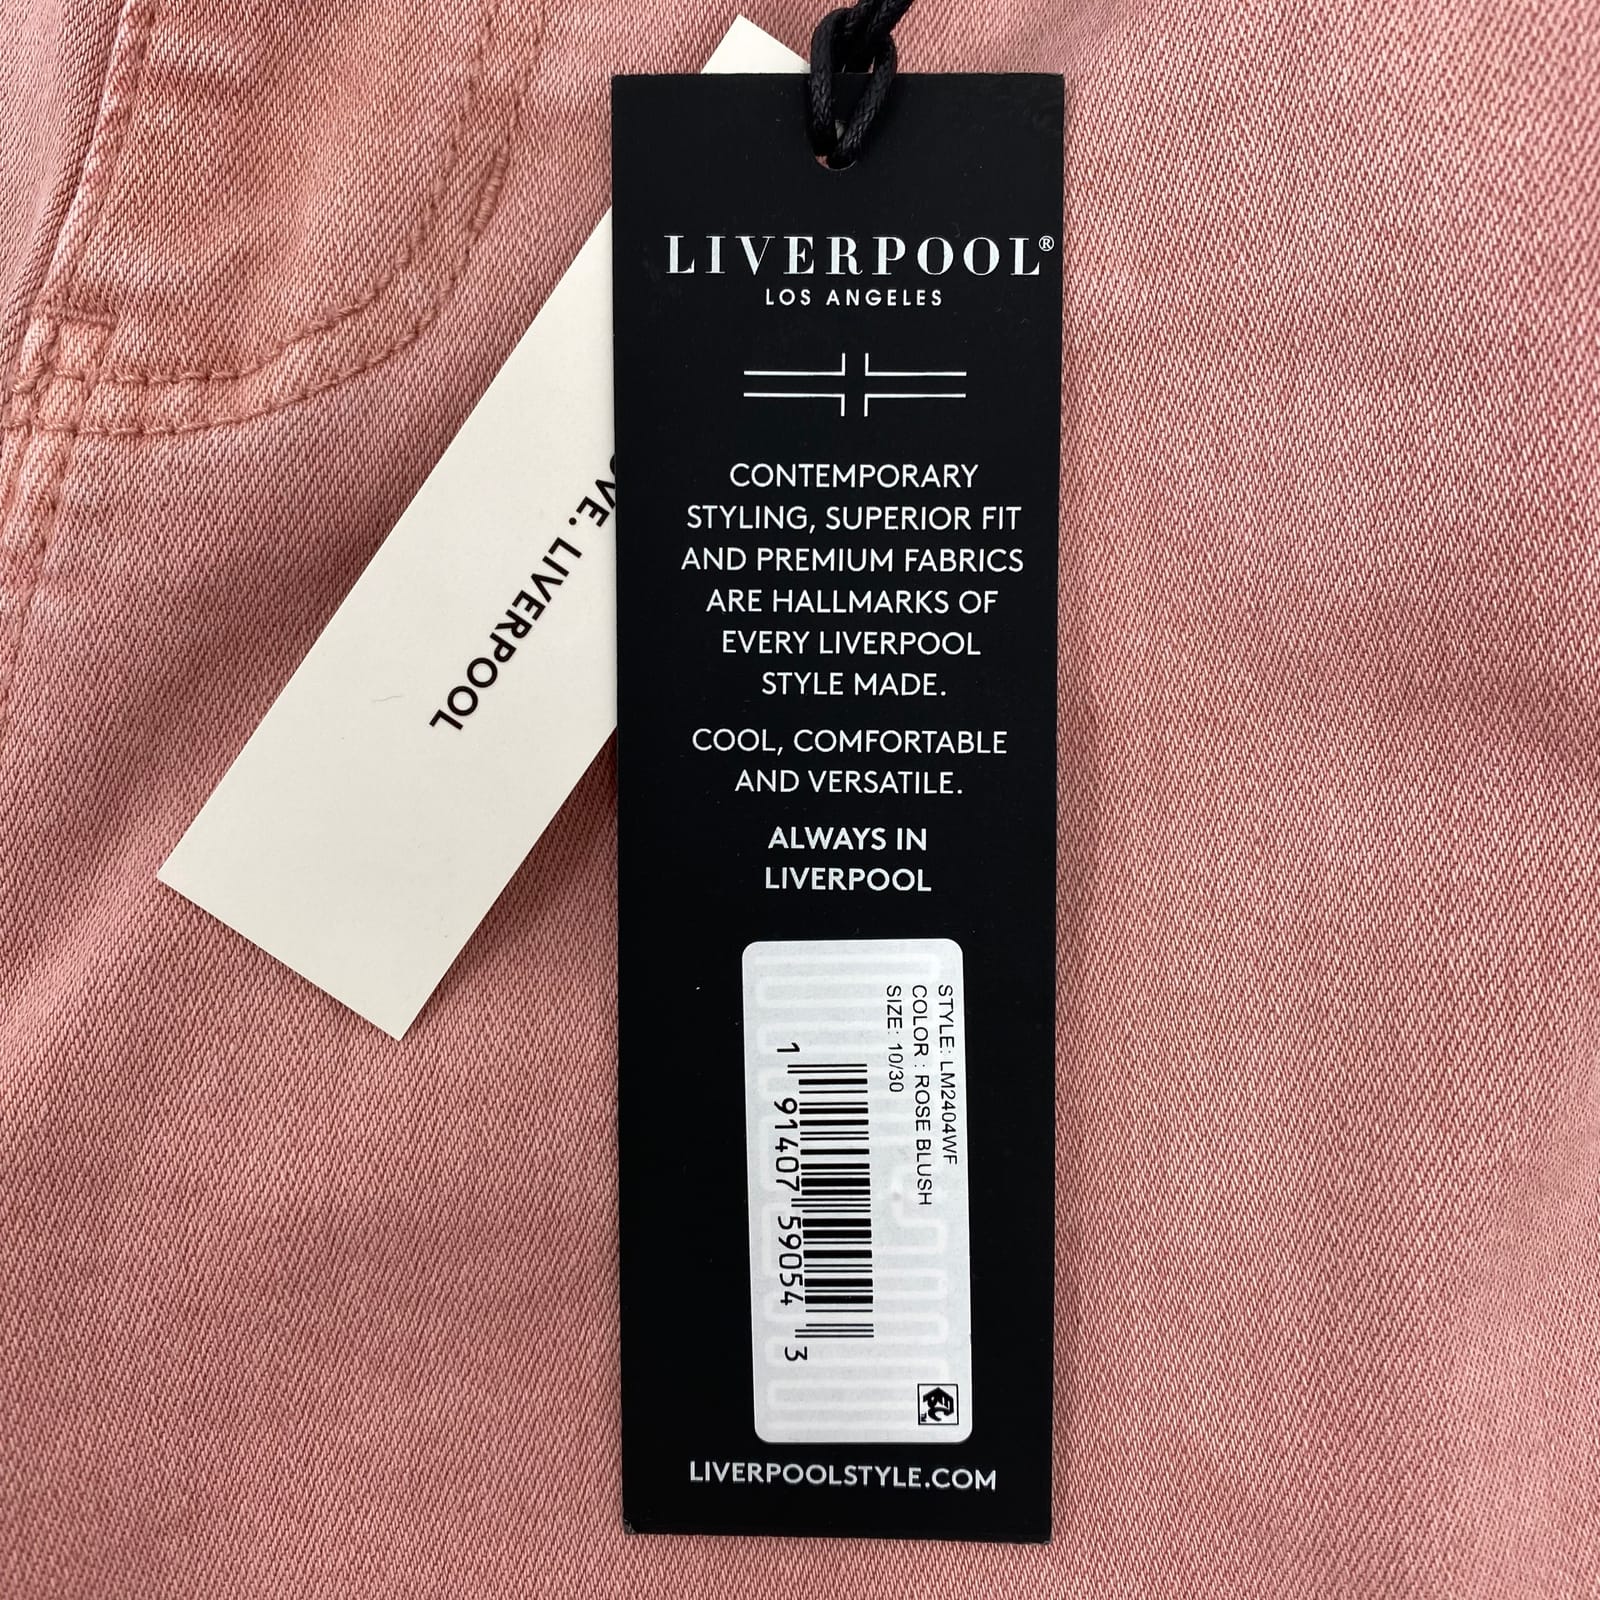 LIVERPOOL®
LOS ANGELES
CONTEMPORARY
STYLING, SUPERIOR FIT
AND PREMIUM FABRICS
ARE HALLMARKS OF
EVERY LIVERPOOL
STYLE MADE.
COOL, COMFORTABLE
AND VERSATILE.
ALWAYS IN
LIVERPOOL
STYLE: LM2404WF
COLOR : ROSE BLUSH
SIZE: 10/30
1 91407 59054 3
LIVERPOOLSTYLE.COM
LIVERPOOL